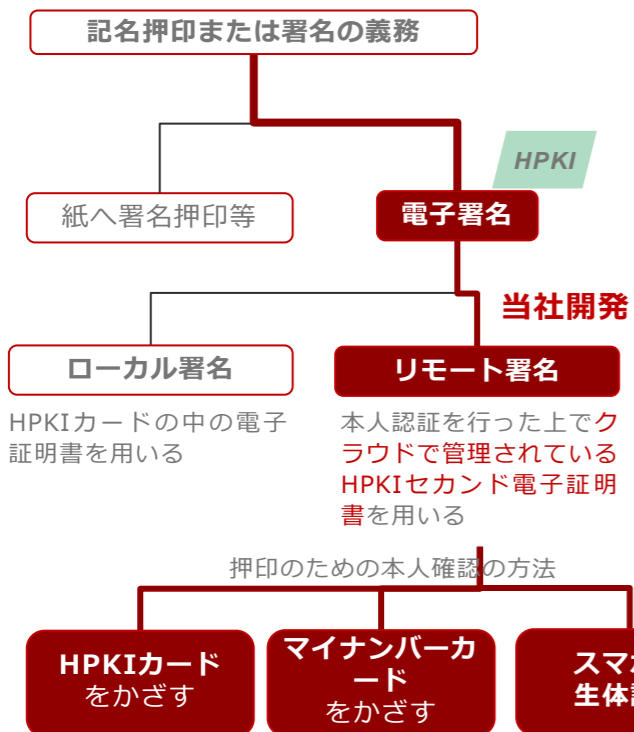 記名押印または署名の義務
HPKI
紙へ署名押印等
電子署名
当社開発
ローカル署名
リモート署名
HPKIカードの中の電子
証明書を用いる
本人認証を行った上でク
ラウドで管理されている
HPKIセカンド電子証明
書を用いる
押印のための本人確認の方法
HPKIカード
をかざす
マイナンバーカ
ード
をかざす
スマ
生体